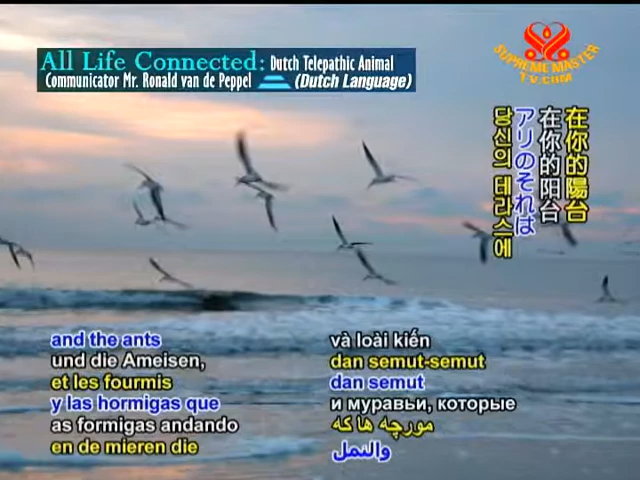 All Life Connected: Dutch Telepathic Animal
Communicator Mr. Ronald van de Peppel (Dutch Language)
SUPREME MASTER
TV.COM
在你的陽台
在你的阳台
アリのそれは
당신의 테라스에
and the ants
und die Ameisen,
et les fourmis
y las hormigas que
as formigas andando
en de mieren die
và loài kiến
dan semut-semut
dan semut
и муравьи, которые
مورچه ها که
والنمل